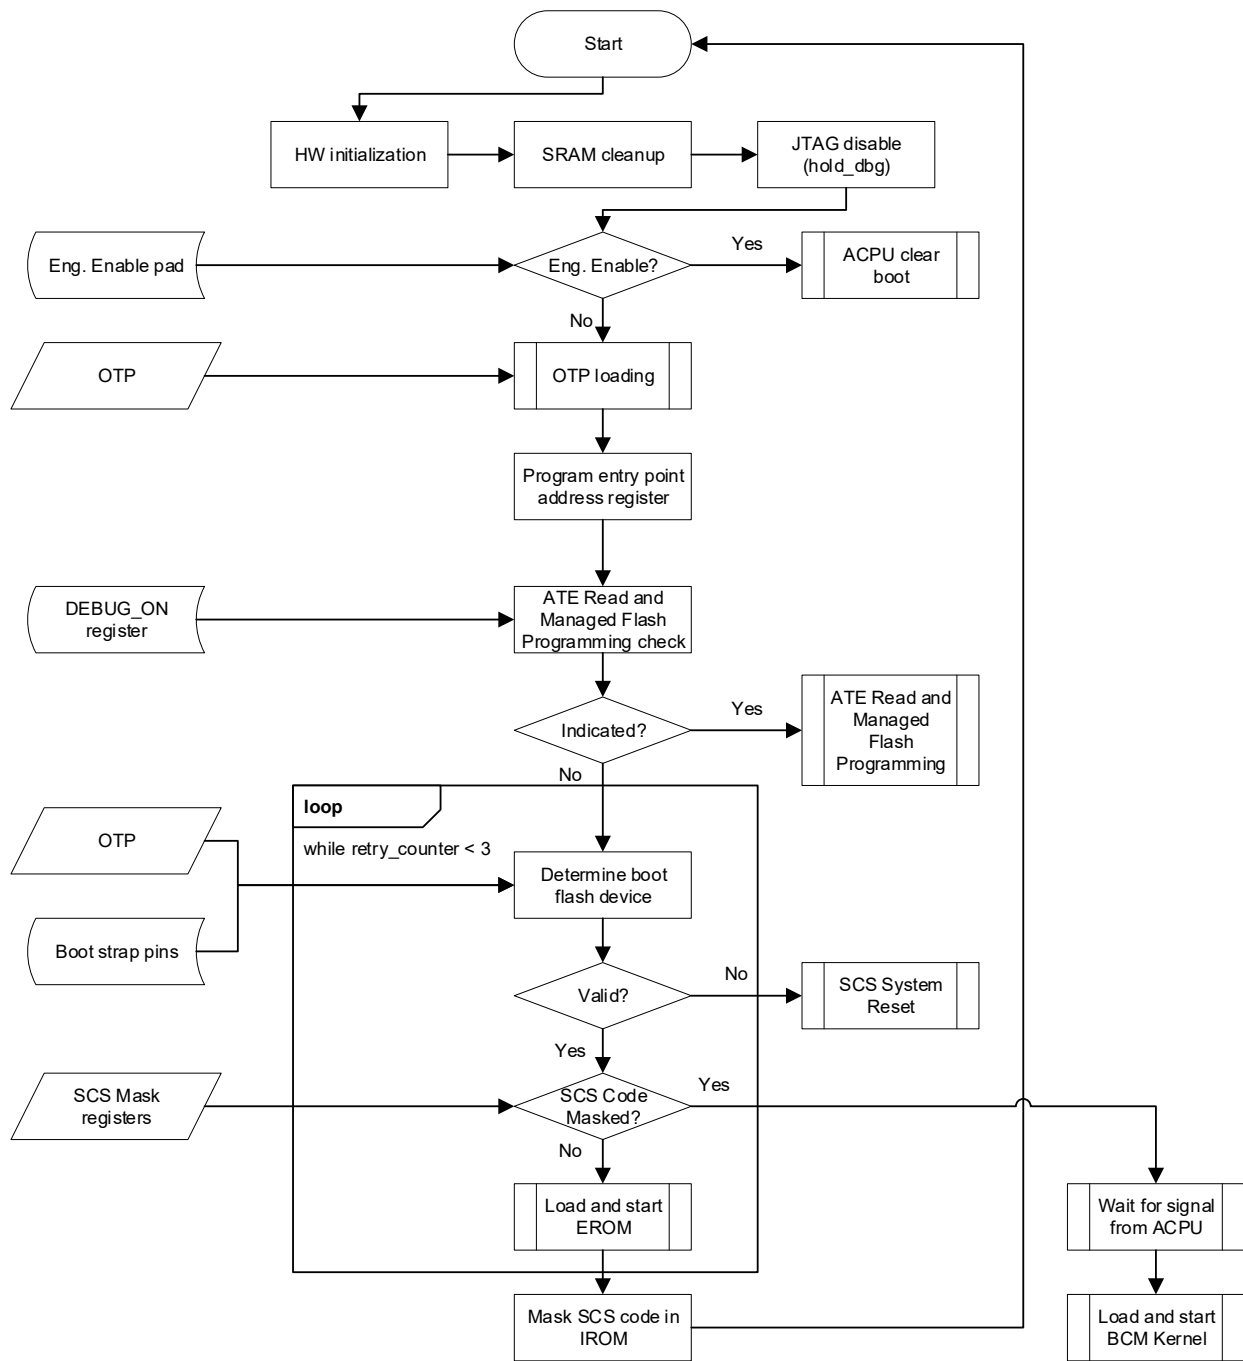 Start
HW initialization
SRAM cleanup
JTAG disable
(hold_dbg)
Eng. Enable pad
Eng. Enable?
Yes
ACPU clear
boot
No
OTP
OTP loading
Program entry point
address register
DEBUG_ON
register
ATE Read and
Managed Flash
Programming check
Indicated?
Yes
ATE Read and
Managed
Flash
Programming
No
loop
while retry_counter < 3
OTP
Boot strap pins
Determine boot
flash device
Valid?
No
SCS System
Reset
Yes
SCS Mask
registers
SCS Code
Masked?
Yes
No
Load and start
EROM
Wait for signal
from ACPU
Mask SCS code in
IROM
Load and start
BCM Kernel